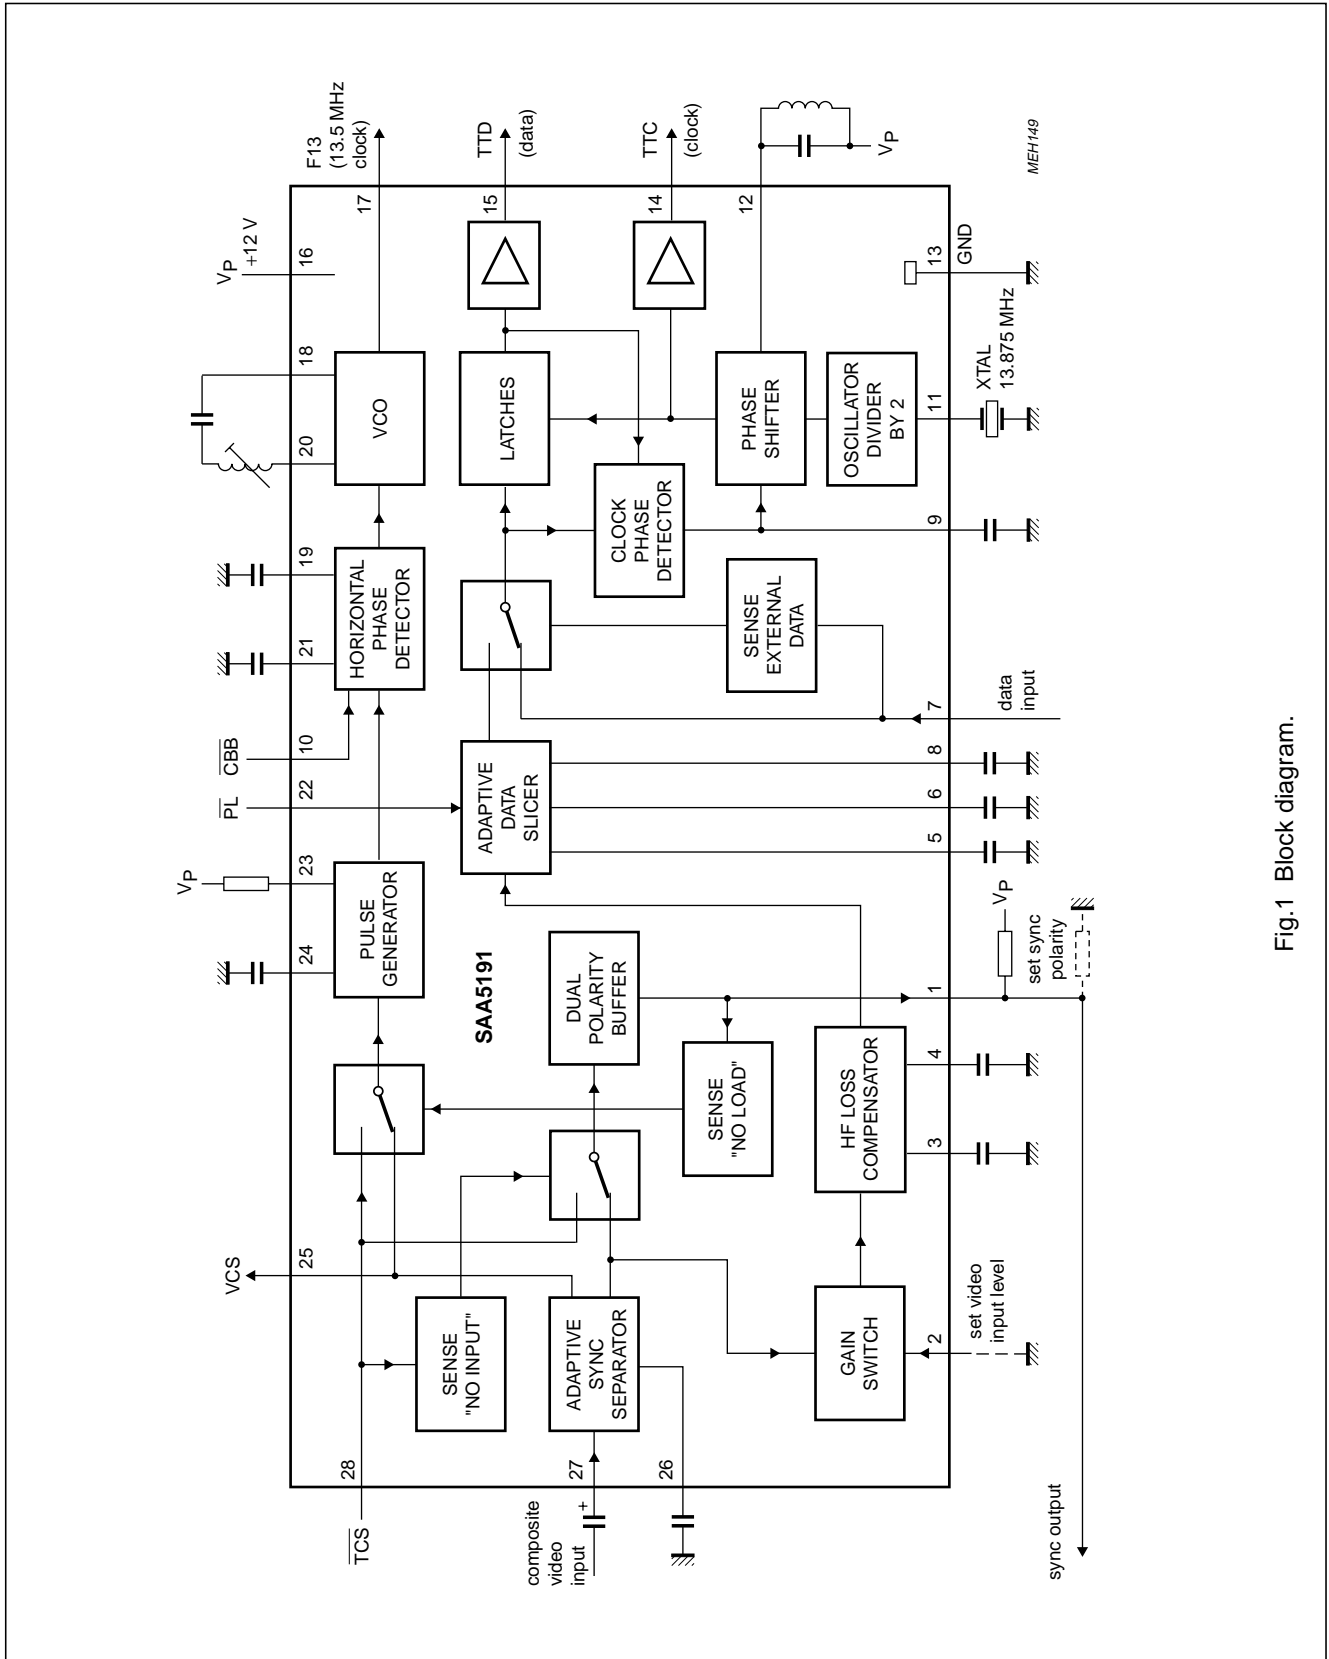 F13
(13.5 MHz
clock)
TTD
(data)
TTC
(clock)
VP
MEH149
17
15
14
12
VP
+12 V
16
13
GND
18
20
VCO
LATCHES
PHASE
SHIFTER
OSCILLATOR
DIVIDER
BY 2
11
XTAL
13.875 MHz
CLOCK
PHASE
DETECTOR
9
19
21
HORIZONTAL
PHASE
DETECTOR
SENSE
EXTERNAL
DATA
7
data
input
CBB
10
PL
22
ADAPTIVE
DATA
SLICER
8
6
5
VP
23
24
PULSE
GENERATOR
SAA5191
DUAL
POLARITY
BUFFER
1
VP
set sync
polarity
SENSE
"NO LOAD"
HF LOSS
COMPENSATOR
4
3
VCS
25
SENSE
"NO INPUT"
ADAPTIVE
SYNC
SEPARATOR
GAIN
SWITCH
2
set video
input level
TCS
28
composite
video
input
+
27
26
sync output
Fig.1 Block diagram.